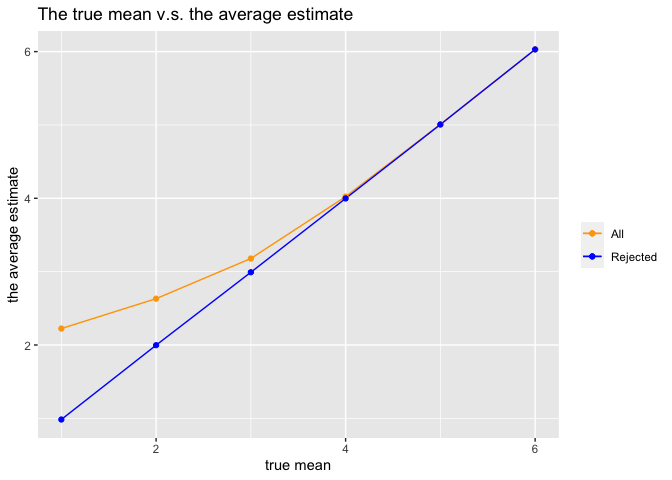 The true mean v.s. the average estimate
6
4
2
the average estimate
2
4
6
true mean
All
Rejected